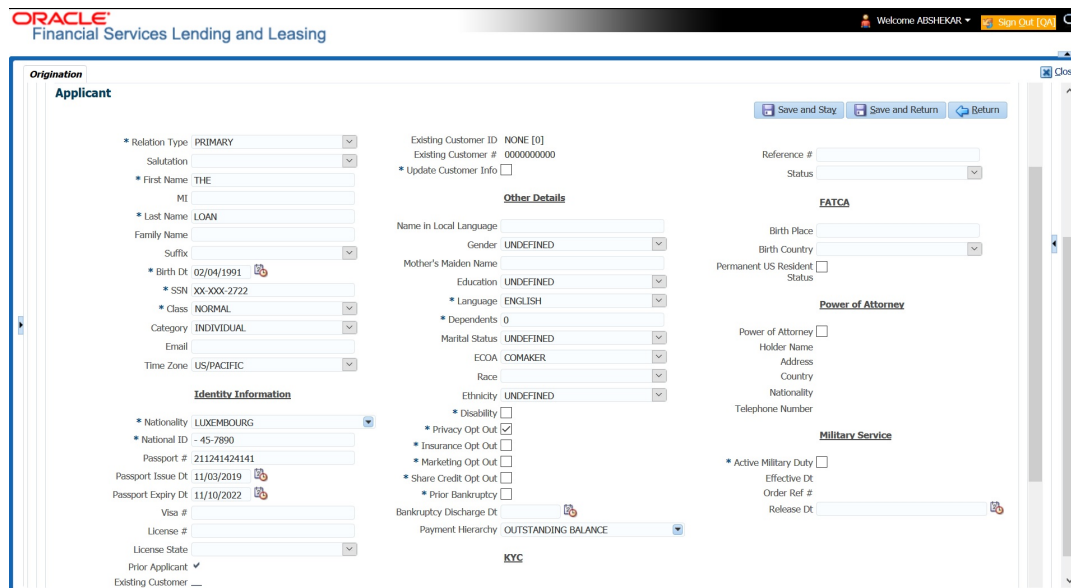 ORACLE
Financial Services Lending and Leasing
Welcome ABSHEKAR
Sign Out [QA]
Origination
Applicant
Save and Stay
Save and Return
Return
* Relation Type PRIMARY
Salutation
* First Name THE
MI
* Last Name LOAN
Family Name
Suffix
* Birth Dt 02/04/1991
* SSN XX-XXX-2722
* Class NORMAL
Category INDIVIDUAL
Email
Time Zone US/PACIFIC
Identity Information
* Nationality LUXEMBOURG
* National ID - 45-7890
Passport # 211241424141
Passport Issue Dt 11/03/2019
Passport Expiry Dt 11/10/2022
Visa #
License #
License State
Prior Applicant
Existing Customer
Existing Customer ID NONE [0]
Existing Customer # 0000000000
* Update Customer Info
Other Details
Name in Local Language
Gender UNDEFINED
Mother's Maiden Name
Education UNDEFINED
* Language ENGLISH
* Dependents 0
Marital Status UNDEFINED
ECOA COMAKER
Race
Ethnicity UNDEFINED
* Disability
* Privacy Opt Out
* Insurance Opt Out
* Marketing Opt Out
* Share Credit Opt Out
* Prior Bankruptcy
Bankruptcy Discharge Dt
Payment Hierarchy OUTSTANDING BALANCE
KYC
Reference #
Status
FATCA
Birth Place
Birth Country
Permanent US Resident
Status
Power of Attorney
Power of Attorney
Holder Name
Address
Country
Nationality
Telephone Number
Military Service
* Active Military Duty
Effective Dt
Order Ref #
Release Dt